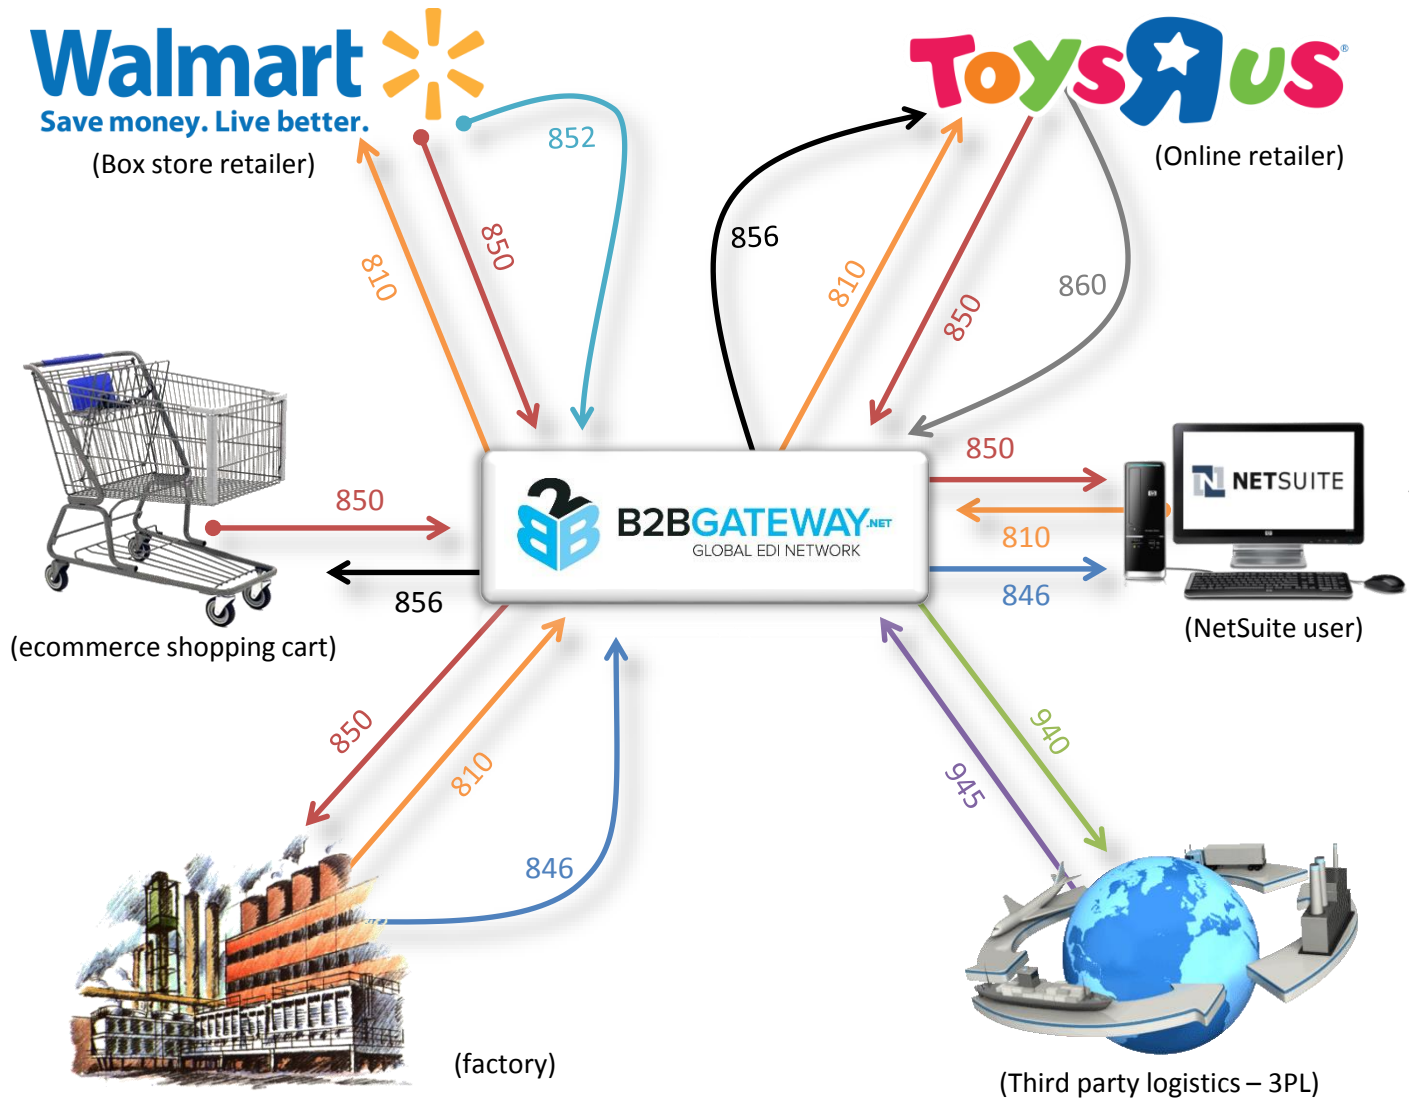 Walmart
Save money. Live better.
(Box store retailer)
TOYSRUS®
(Online retailer)
852
850
810
856
810
850
860
850
810
846
NETSUITE
(NetSuite user)
850
856
(ecommerce shopping cart)
2
BB
B2BGATEWAY.NET
GLOBAL EDI NETWORK
850
810
846
(factory)
940
945
(Third party logistics – 3PL)